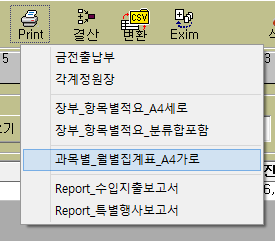 CSV
Print 결산 변환 Exim
5 8
금전출납부
각계정원장
장부_항목별적요_A4세로
장부_항목별적요_분류합포함
과목별_월별집계표_A4가로
Report_수입지출보고서
Report_특별행사보고서